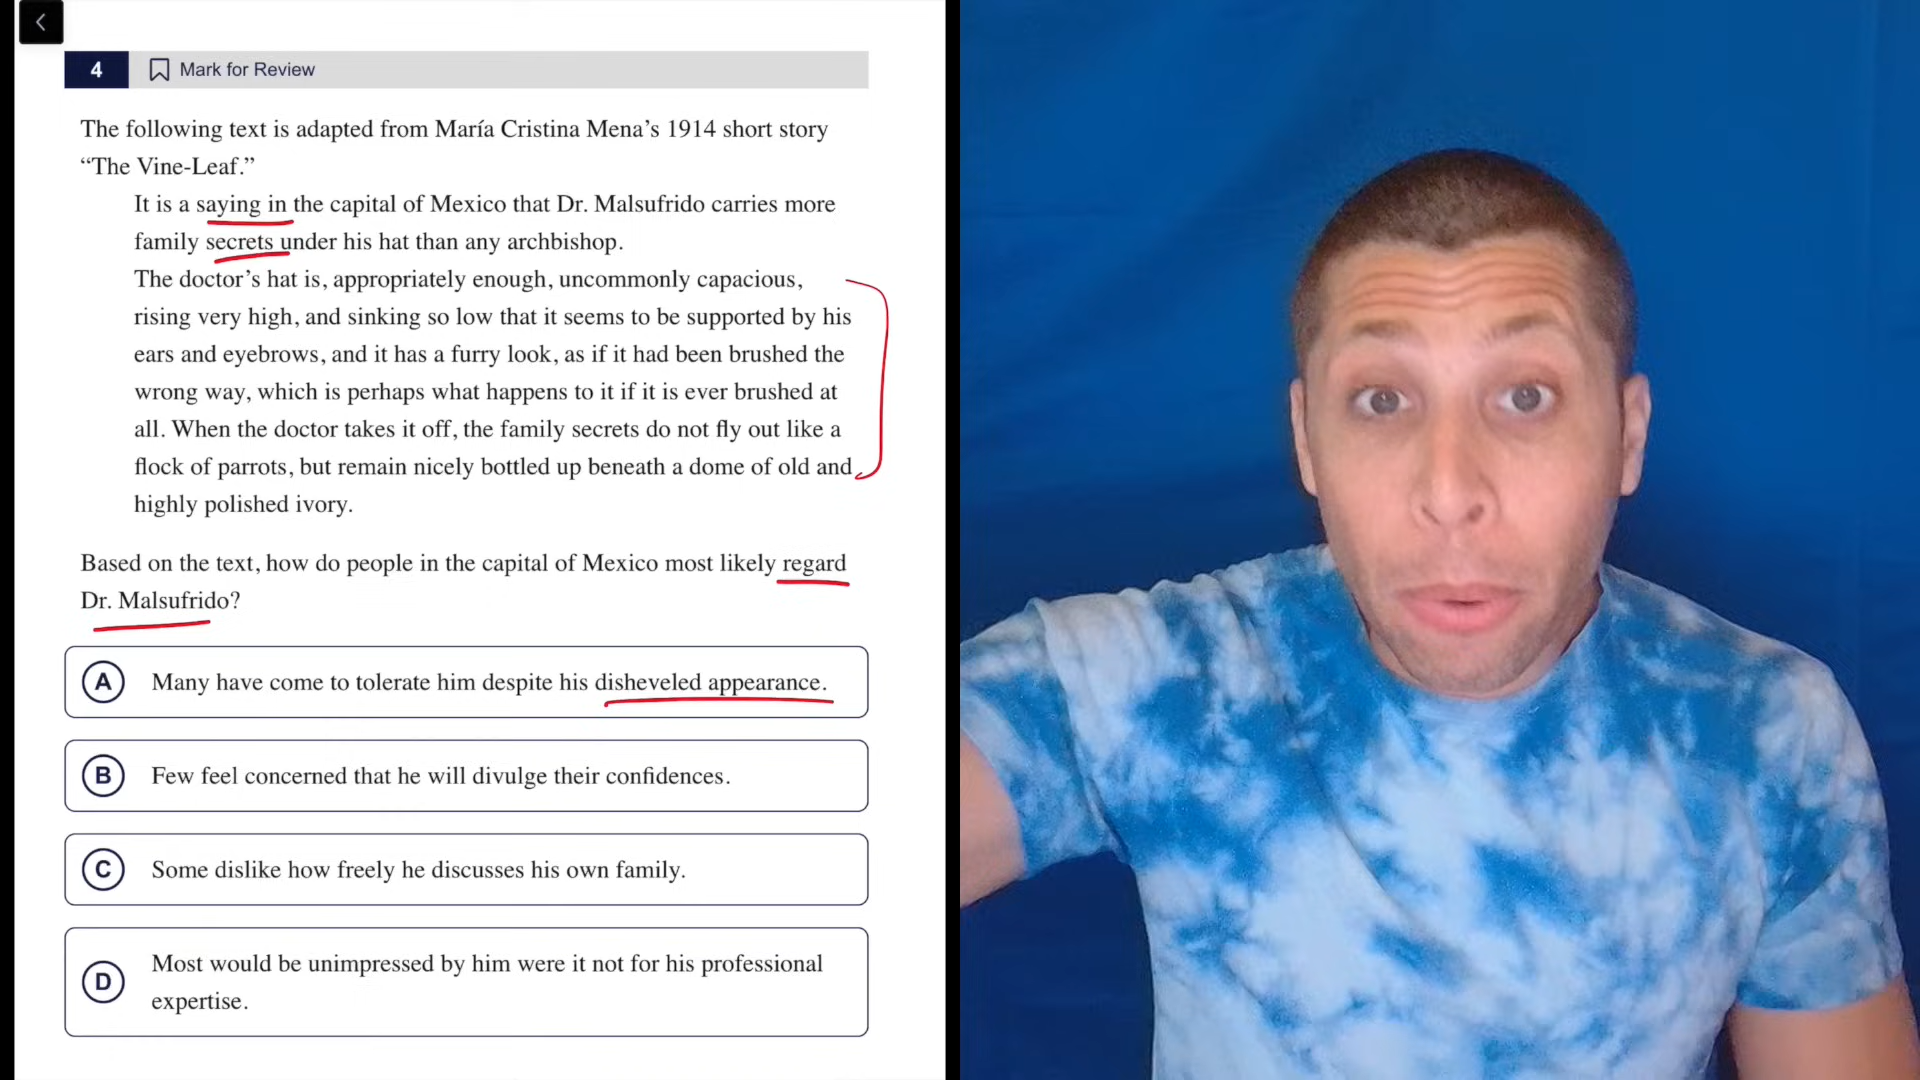 4 Mark for Review
The following text is adapted from María Cristina Mena’s 1914 short story
“The Vine-Leaf.”
It is a saying in the capital of Mexico that Dr. Malsufrido carries more
family secrets under his hat than any archbishop.
The doctor’s hat is, appropriately enough, uncommonly capacious,
rising very high, and sinking so low that it seems to be supported by his
ears and eyebrows, and it has a furry look, as if it had been brushed the
wrong way, which is perhaps what happens to it if it is ever brushed at
all. When the doctor takes it off, the family secrets do not fly out like a
flock of parrots, but remain nicely bottled up beneath a dome of old and
highly polished ivory.
Based on the text, how do people in the capital of Mexico most likely regard
Dr. Malsufrido?
A Many have come to tolerate him despite his disheveled appearance.
B Few feel concerned that he will divulge their confidences.
C Some dislike how freely he discusses his own family.
D Most would be unimpressed by him were it not for his professional
expertise.